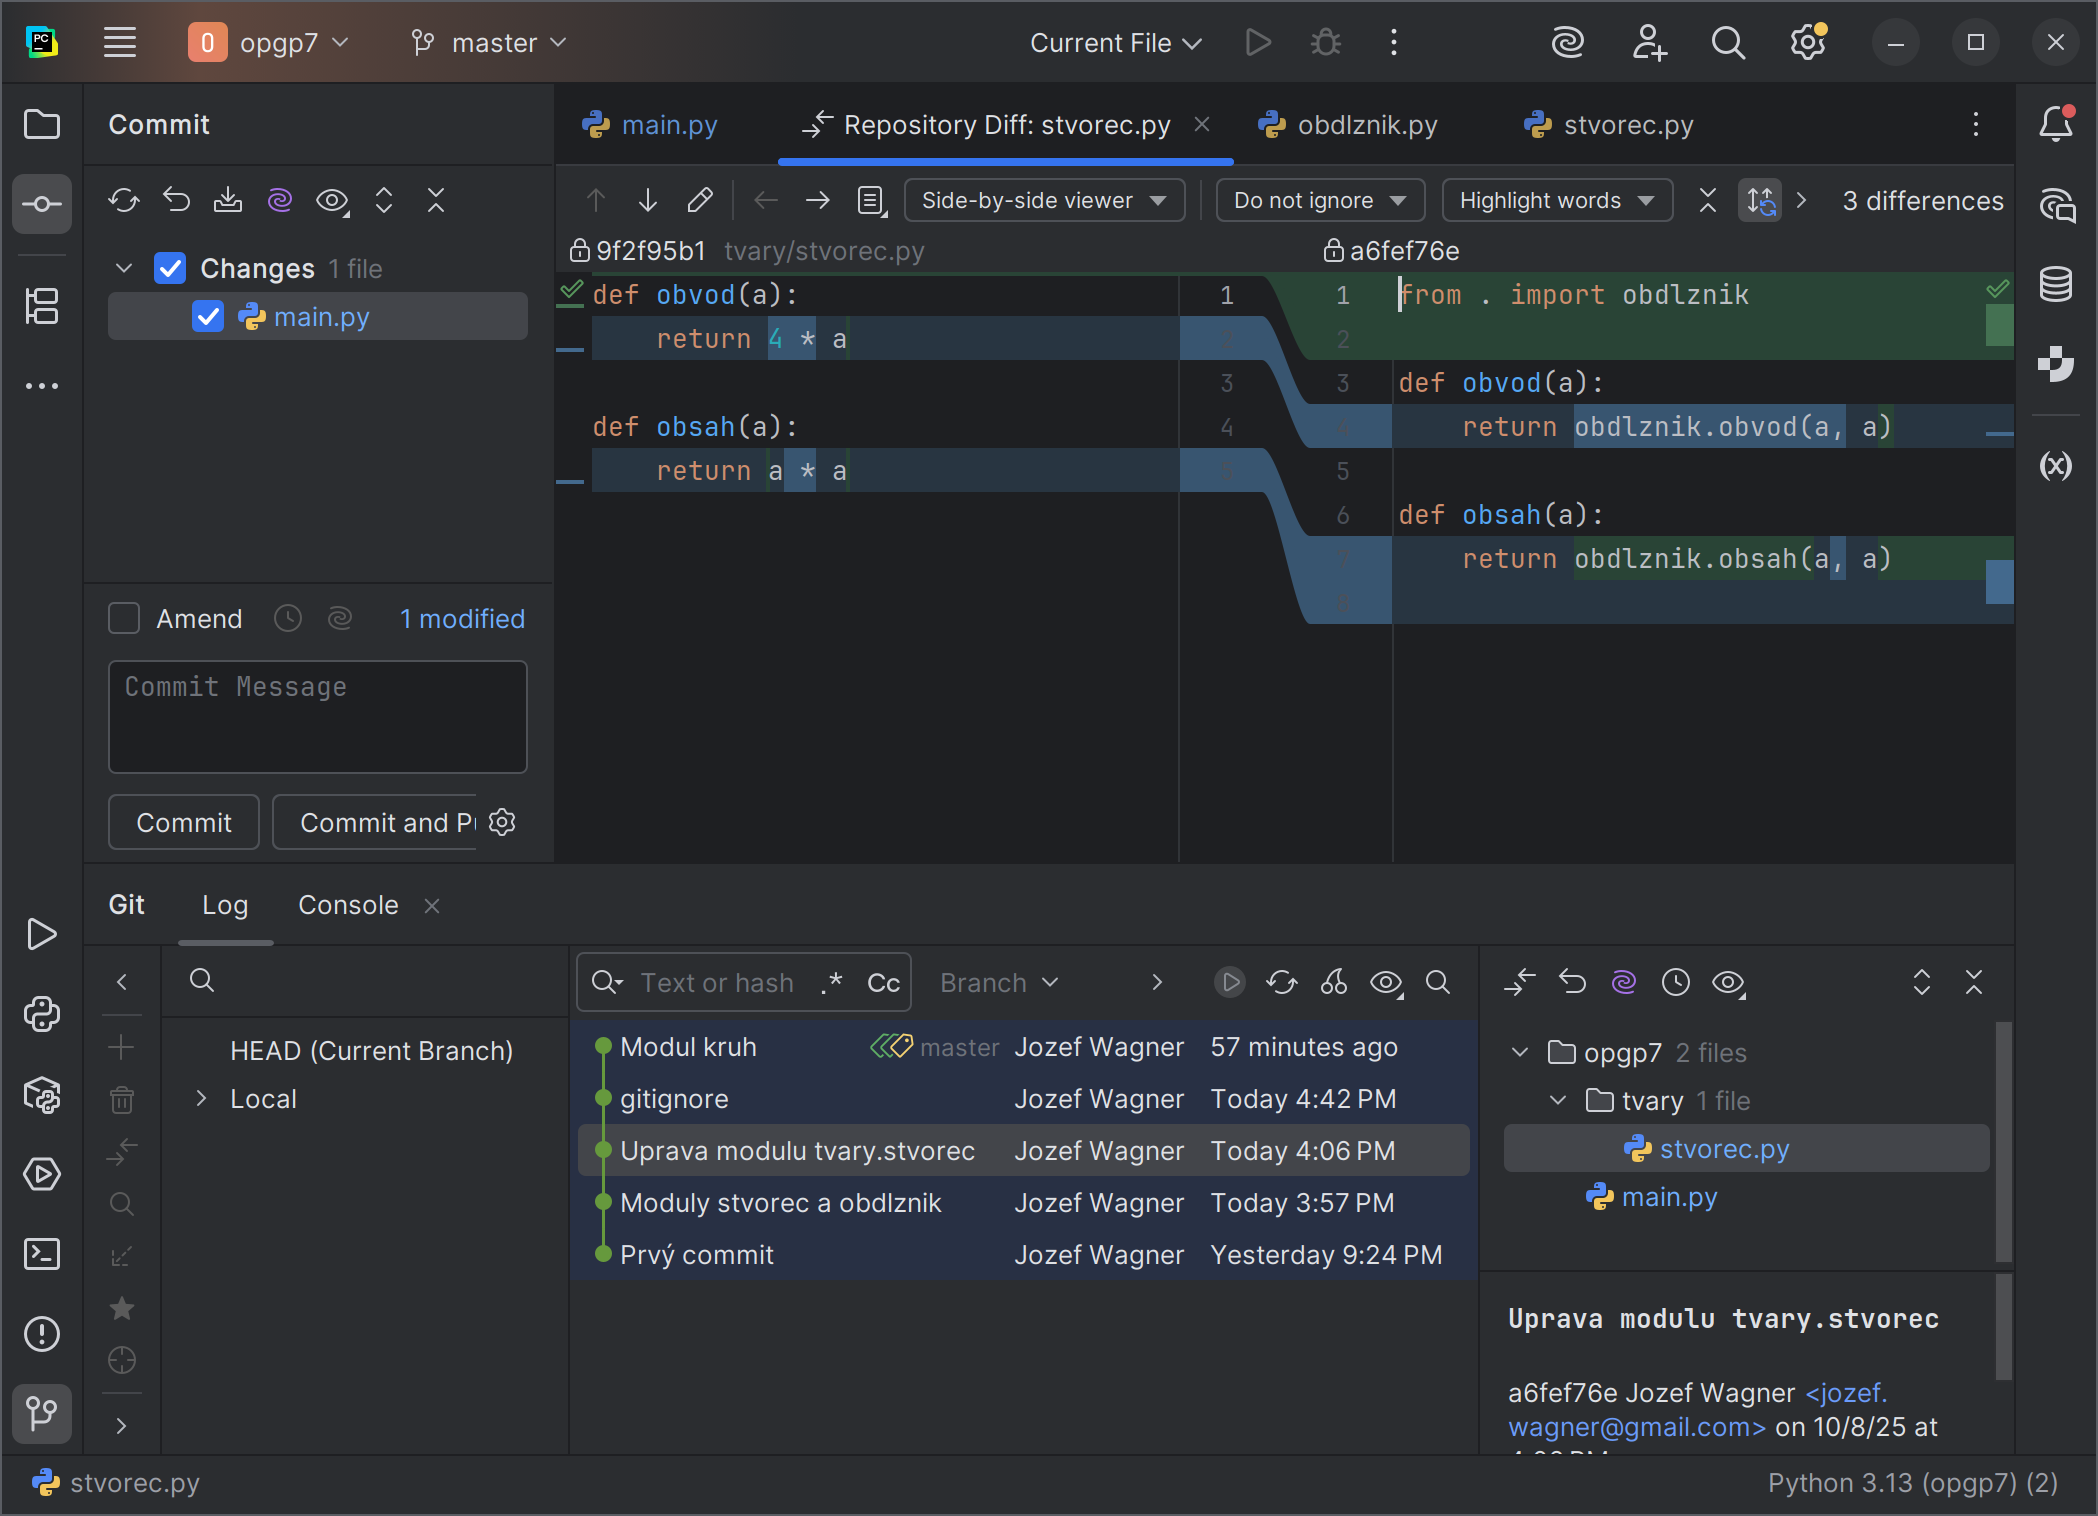 PC
O opgp7 master Current File
Commit
main.py Repository Diff: stvorec.py obdlznik.py stvorec.py
Side-by-side viewer Do not ignore Highlight words 3 differences
9f2f95b1 tvary/stvorec.py a6fef76e
Changes 1 file
main.py
def obvod(a): 1
return 4 * a
3
def obsah(a): 4
return a * a
1 from . import obdlznik
2
3 def obvod(a):
return obdlznik.obvod(a, a)
5
6 def obsah(a):
7 return obdlznik.obsah(a, a)
8
Amend 1 modified
Commit Message
Commit Commit and Pu
Git Log Console
Text or hash .* Cc Branch
HEAD (Current Branch)
Local
Modul kruh master Jozef Wagner 57 minutes ago
gitignore Jozef Wagner Today 4:42 PM
Uprava modulu tvary.stvorec Jozef Wagner Today 4:06 PM
Moduly stvorec a obdlznik Jozef Wagner Today 3:57 PM
Prvý commit Jozef Wagner Yesterday 9:24 PM
opgp7 2 files
tvary 1 file
stvorec.py
main.py
Uprava modulu tvary.stvorec
a6fef76e Jozef Wagner <jozef.
wagner@gmail.com> on 10/8/25 at
stvorec.py Python 3.13 (opgp7) (2)